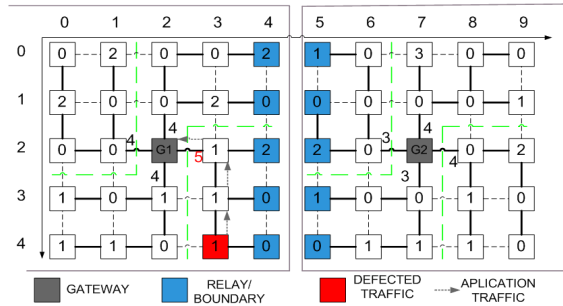 0 1 2 3 4 5 6 7 8 9
0 0 2 0 0 2 1 0 3 0 0
1 2 0 0 2 0 0 0 0 0 1
4 4 3 4
2 0 0 G1 1 2 2 0 G2 0 2
4 5 3 4
3 1 0 1 1 0 1 0 0 1 0
4 1 1 0 1 0 0 1 1 1 0
GATEWAY RELAY/ BOUNDARY DEFECTED TRAFFIC APLICATION TRAFFIC